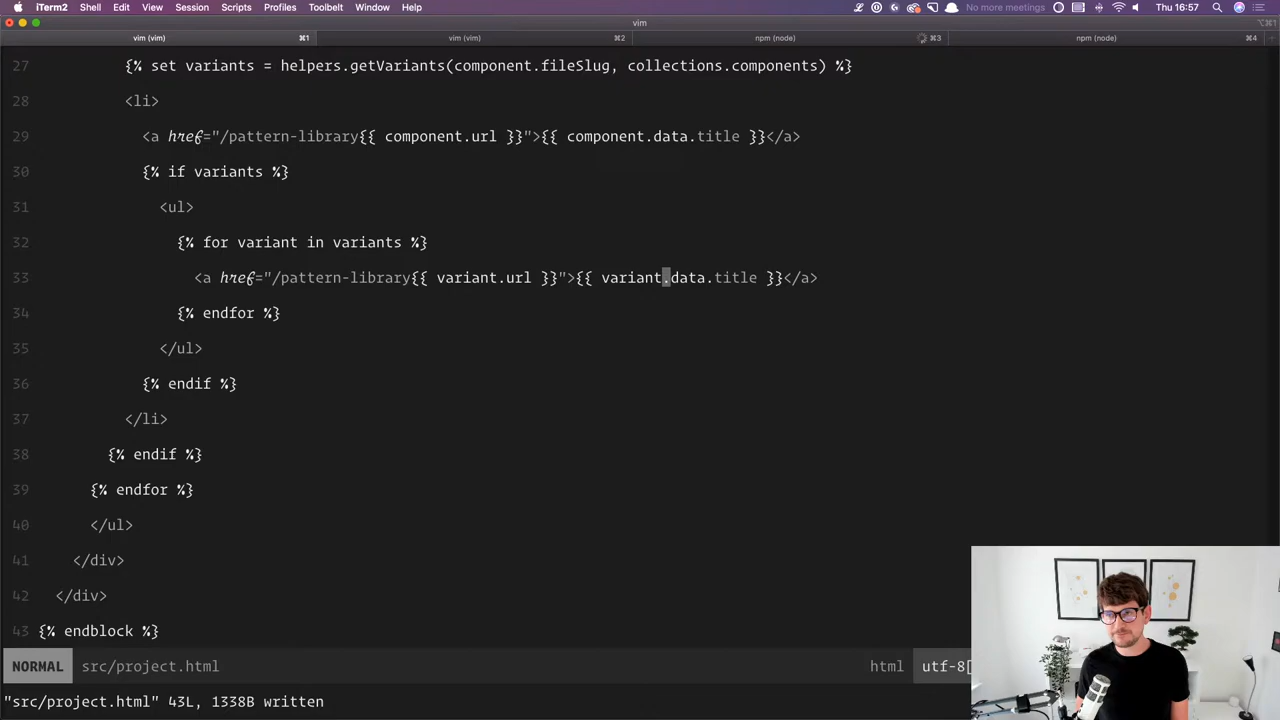 iTerm2 Shell Edit View Session Scripts Profiles Toolbelt Window Help No more meetings Thu 16:57
vim
vim (vim) ⌘1 vim (vim) ⌘2 npm (node) ⌘3 npm (node) ⌘4
27 {% set variants = helpers.getVariants(component.fileSlug, collections.components) %}
28 <li>
29 <a href="/pattern-library{{ component.url }}">{{ component.data.title }}</a>
30 {% if variants %}
31 <ul>
32 {% for variant in variants %}
33 <a href="/pattern-library{{ variant.url }}">{{ variant.data.title }}</a>
34 {% endfor %}
35 </ul>
36 {% endif %}
37 </li>
38 {% endif %}
39 {% endfor %}
40 </ul>
41 </div>
42 </div>
43 {% endblock %}
NORMAL src/project.html html utf-8[
"src/project.html" 43L, 1338B written